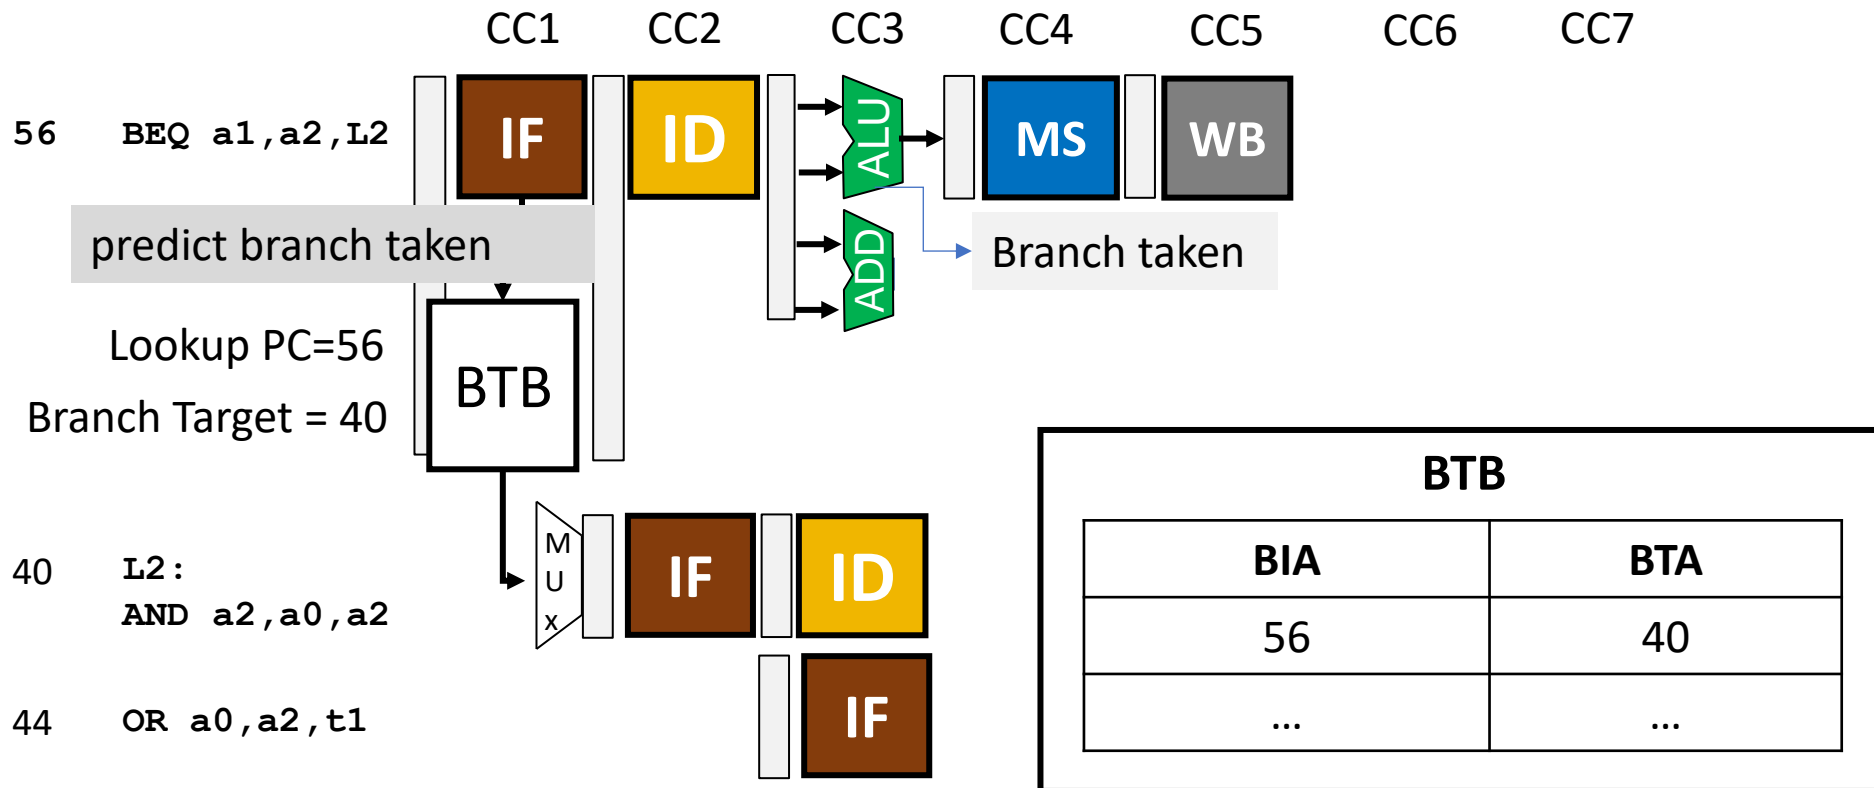 CC1 CC2 CC3 CC4 CC5 CC6 CC7
56 BEQ a1,a2,L2 IF ID ALU MS WB
predict branch taken
ADD
Branch taken
Lookup PC=56
Branch Target = 40
BTB
BTB
BIA BTA
56 40
... ...
MUx
40 L2:
AND a2,a0,a2
IF ID
44 OR a0,a2,t1 IF